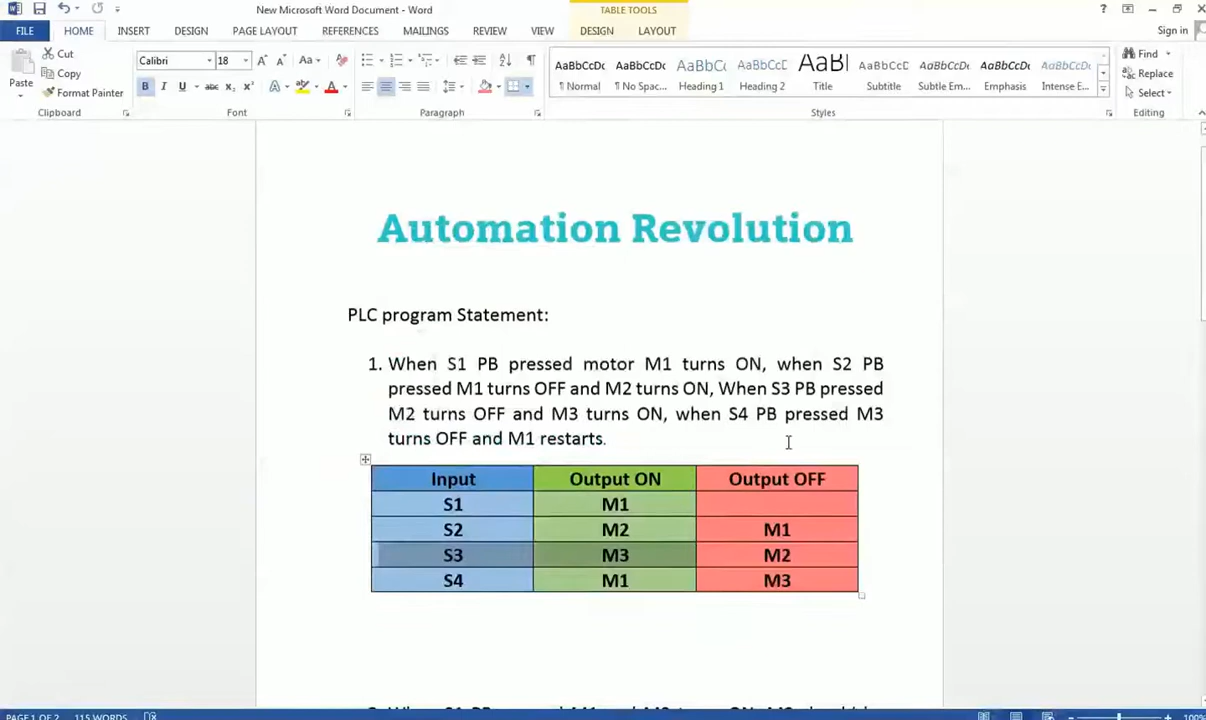 New Microsoft Word Document - Word
TABLE TOOLS
?
FILE HOME INSERT DESIGN PAGE LAYOUT REFERENCES MAILINGS REVIEW VIEW DESIGN LAYOUT
Sign in
Paste
Cut
Copy
Format Painter
Calibri 18
Aa
B I U abc X₂ X²
A A
AaBbCcDc AaBbCcDc AaBbCc AaBbCcD AaBb AaBbCcD AaBbCcDc AaBbCcDc AaBbCcDc
¶ Normal ¶ No Spac... Heading 1 Heading 2 Title Subtitle Subtle Em... Emphasis Intense E...
Find
Replace
Select
Clipboard Font Paragraph Styles Editing
Automation Revolution
PLC program Statement:
1. When S1 PB pressed motor M1 turns ON, when S2 PB
pressed M1 turns OFF and M2 turns ON, When S3 PB pressed
M2 turns OFF and M3 turns ON, when S4 PB pressed M3
turns OFF and M1 restarts.
Input Output ON Output OFF
S1 M1
S2 M2 M1
S3 M3 M2
S4 M1 M3
PAGE 1 OF 2 115 WORDS
100%